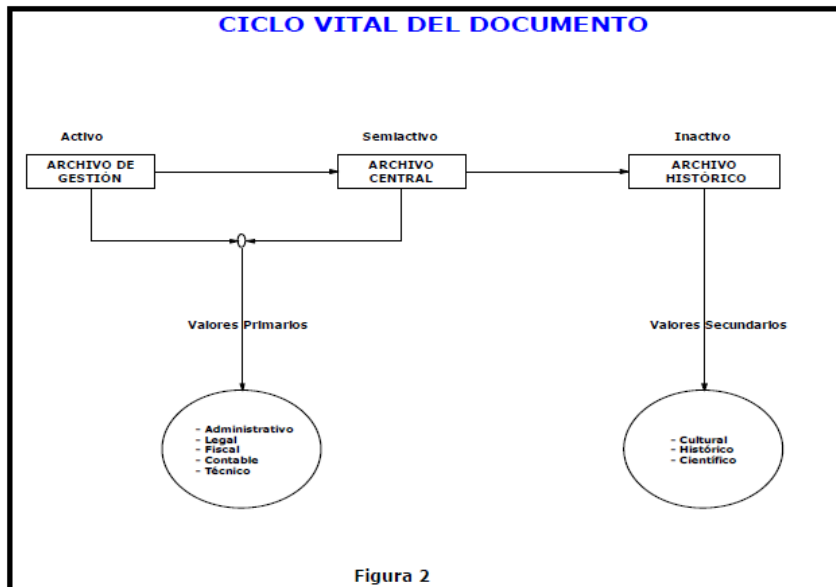 CICLO VITAL DEL DOCUMENTO
Activo
Semiactivo
Inactivo
ARCHIVO DE
GESTIÓN
ARCHIVO
CENTRAL
ARCHIVO
HISTÓRICO
Valores Primarios
Valores Secundarios
- Administrativo
- Legal
- Fiscal
- Contable
- Técnico
- Cultural
- Histórico
- Científico
Figura 2